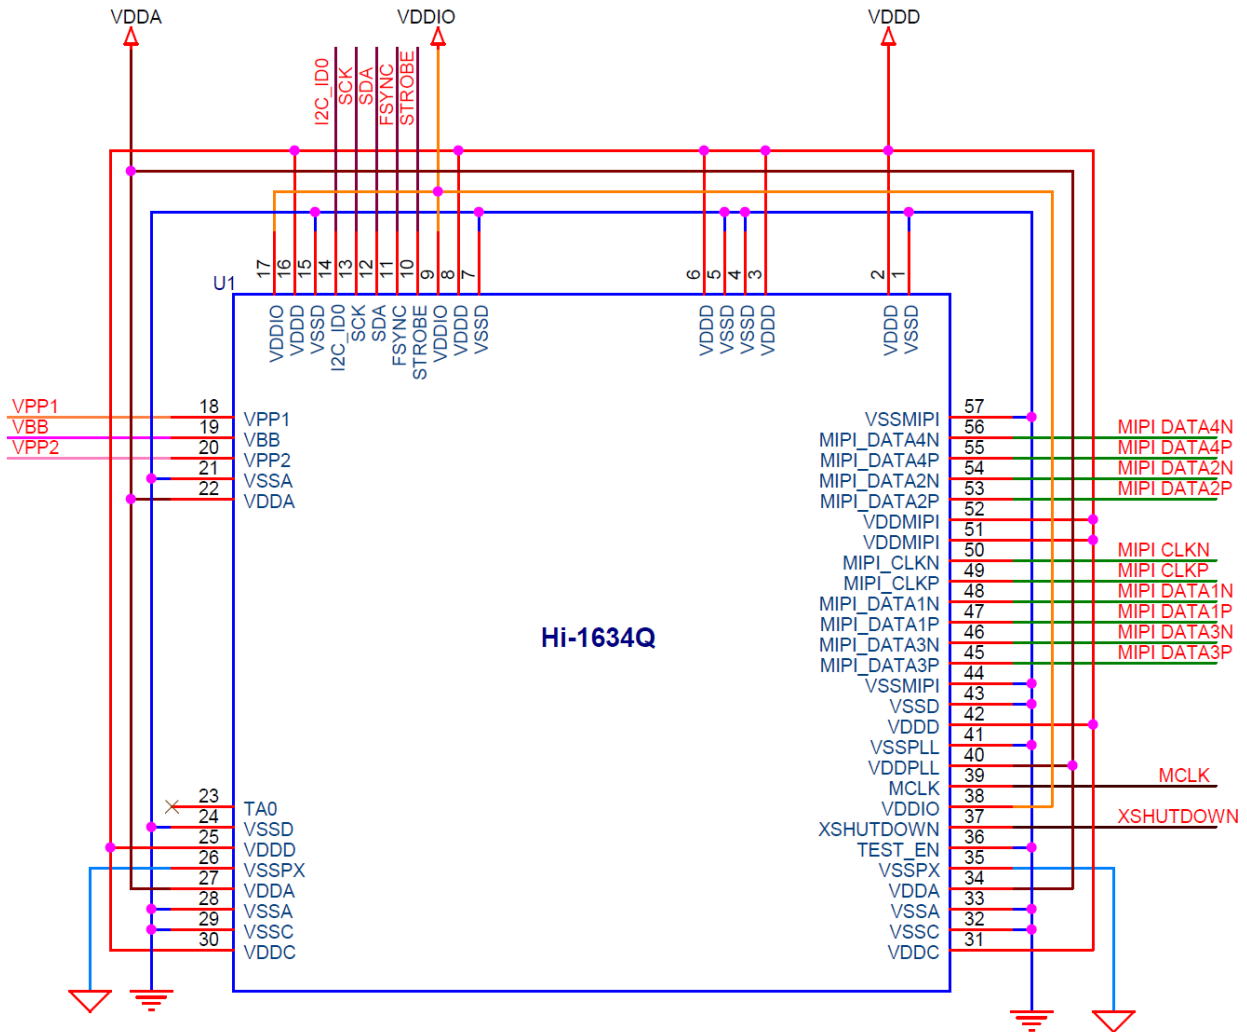 VDDA
VDDIO
VDDD
I2C_ID0
SCK
SDA
FSYNC
STROBE
U1
17
16
15
14
13
12
11
10
9
8
7
6
5
4
3
2
1
VDDIO
VDDD
VSSD
I2C_ID0
SCK
SDA
FSYNC
STROBE
VDDIO
VDDD
VSSD
VDDD
VSSD
VSSD
VDDD
VDDD
VSSD
VPP1 18 VPP1
VBB 19 VBB
VPP2 20 VPP2
21 VSSA
22 VDDA
23 TA0
24 VSSD
25 VDDD
26 VSSPX
27 VDDA
28 VSSA
29 VSSC
30 VDDC
Hi-1634Q
VSSMIPI 57
MIPI_DATA4N 56 MIPI DATA4N
MIPI_DATA4P 55 MIPI DATA4P
MIPI_DATA2N 54 MIPI DATA2N
MIPI_DATA2P 53 MIPI DATA2P
VDDMIPI 52
VDDMIPI 51
MIPI_CLKN 50 MIPI CLKN
MIPI_CLKP 49 MIPI CLKP
MIPI_DATA1N 48 MIPI DATA1N
MIPI_DATA1P 47 MIPI DATA1P
MIPI_DATA3N 46 MIPI DATA3N
MIPI_DATA3P 45 MIPI DATA3P
VSSMIPI 44
VSSD 43
VDDD 42
VSSPLL 41
VDDPLL 40
MCLK 39 MCLK
VDDIO 38
XSHUTDOWN 37 XSHUTDOWN
TEST_EN 36
VSSPX 35
VDDA 34
VSSA 33
VSSC 32
VDDC 31